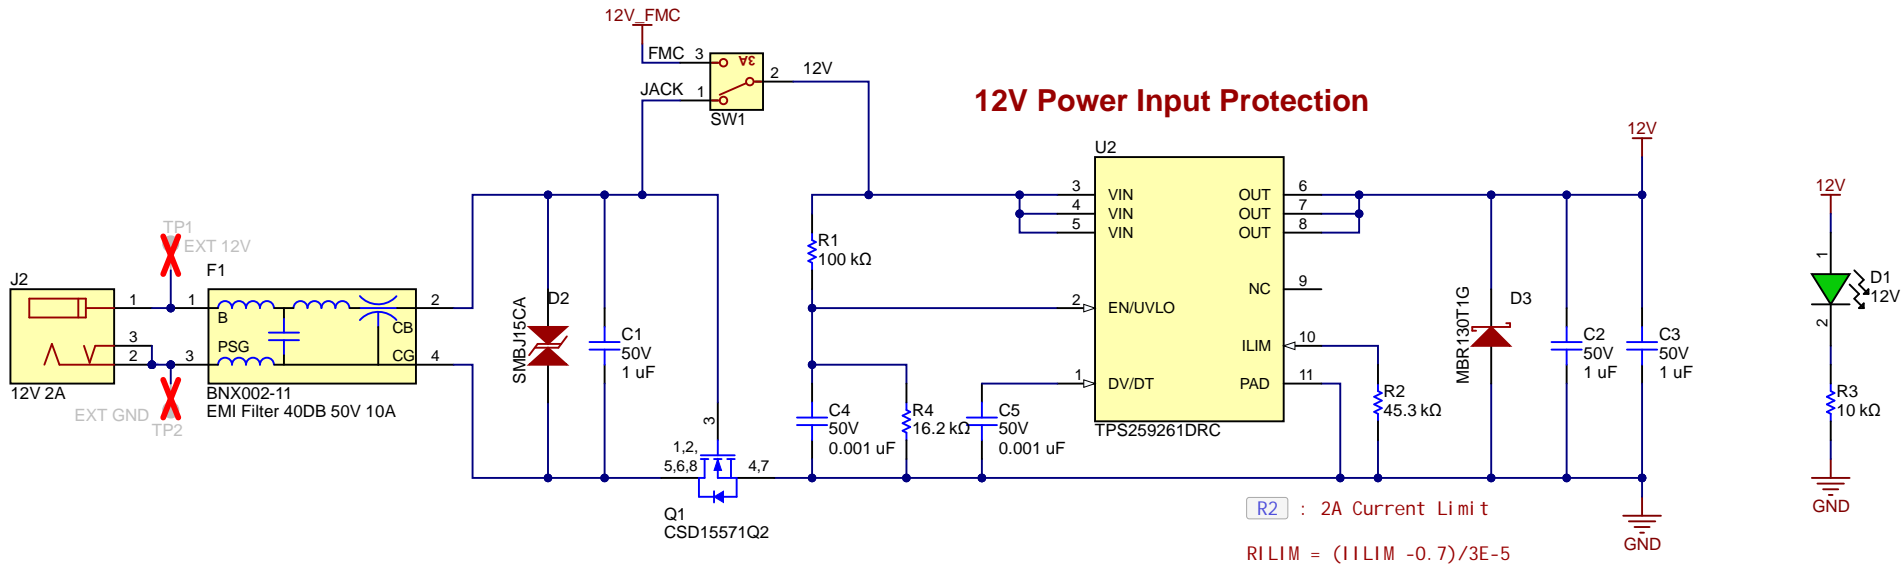 12V_FMC
FMC 3
3A
2 12V
JACK 1
SW1
12V Power Input Protection
U2
12V
3 VIN OUT 6
4 VIN OUT 7
5 VIN OUT 8
12V
TP1
EXT 12V
R1
100 kΩ
J2
F1
NC 9
1
D1
12V
2
1 1 2
B
CB
D2
SMBJ15CA
2 EN/UVLO
D3
MBR130T1G
3
2
PSG
3
CG 4
C1
50V
1 uF
ILIM 10
C2
50V
1 uF
C3
50V
1 uF
12V 2A
BNX002-11
EMI Filter 40DB 50V 10A
1 DV/DT PAD 11
R2
45.3 kΩ
R3
10 kΩ
EXT GND
TP2
3
C4
50V
0.001 uF
R4
16.2 kΩ
C5
50V
0.001 uF
TPS259261DRC
1,2,
5,6,8
4,7
Q1
CSD15571Q2
R2 : 2A Current Limit
RILIM = (IILIM -0.7)/3E-5
GND
GND